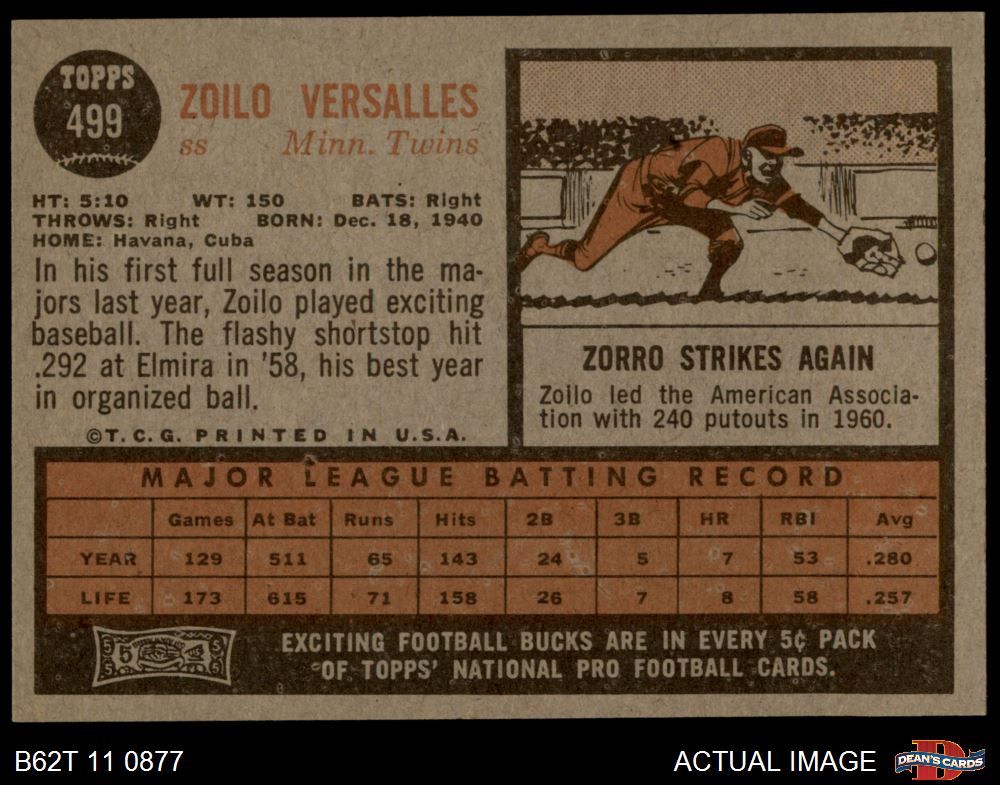 TOPPS
499
ZOILO VERSALLES
ss Minn. Twins
HT: 5:10 WT: 150 BATS: Right
THROWS: Right BORN: Dec. 18, 1940
HOME: Havana, Cuba
In his first full season in the ma-
jors last year, Zoilo played exciting
baseball. The flashy shortstop hit
.292 at Elmira in '58, his best year
in organized ball.
©T.C.G. PRINTED IN U.S.A.
ZORRO STRIKES AGAIN
Zoilo led the American Associa-
tion with 240 putouts in 1960.
MAJOR LEAGUE BATTING RECORD
Games At Bat Runs Hits 2B 3B HR RBI Avg
YEAR 129 511 65 143 24 5 7 53 .280
LIFE 173 615 71 158 26 7 8 58 .257
5 5
EXCITING FOOTBALL BUCKS ARE IN EVERY 5¢ PACK
OF TOPPS' NATIONAL PRO FOOTBALL CARDS.
B62T 11 0877
ACTUAL IMAGE
D
DEAN'S CARDS